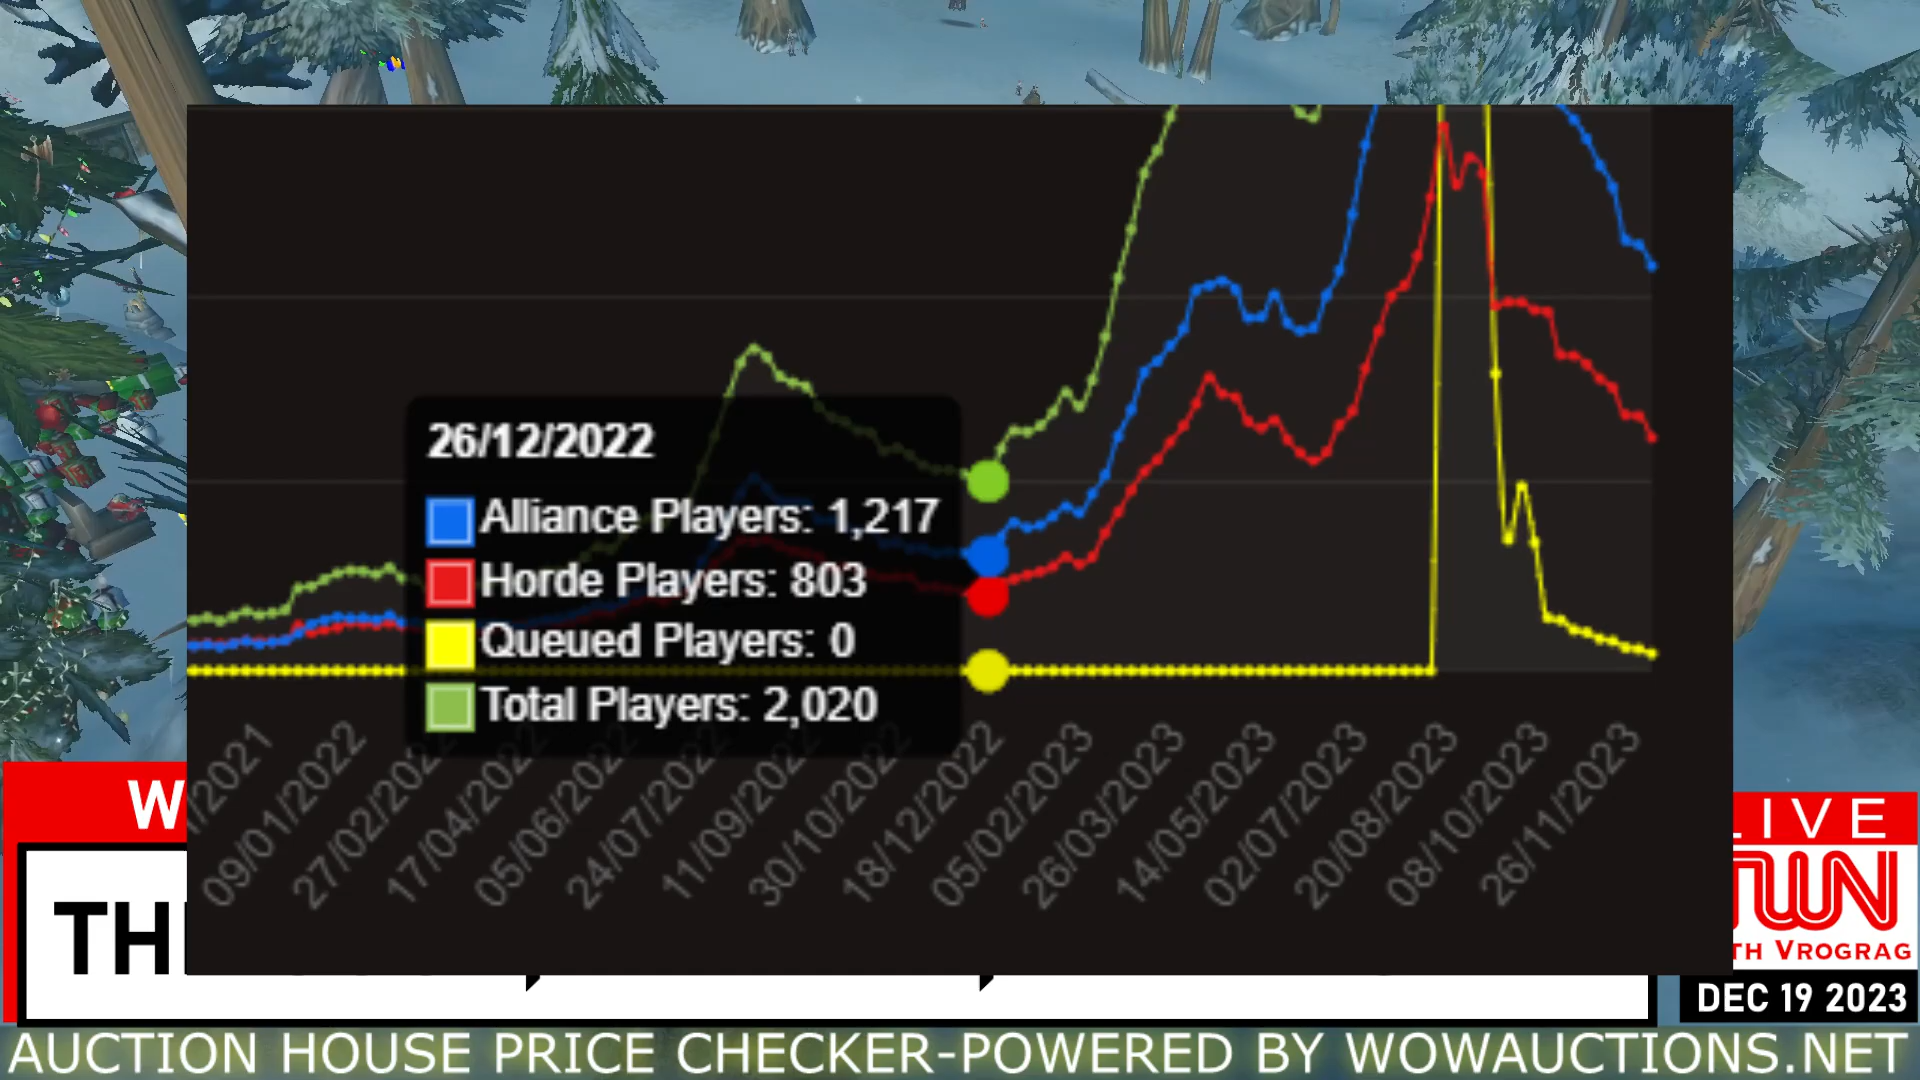 26/12/2022
Alliance Players: 1,217
Horde Players: 803
Queued Players: 0
Total Players: 2,020
1/2021
09/01/2022
27/02/2022
17/04/2022
05/06/2022
24/07/2022
11/09/2022
30/10/2022
18/12/2022
05/02/2023
26/03/2023
14/05/2023
02/07/2023
20/08/2023
08/10/2023
26/11/2023
W
LIVE
TH
TWN
TH VROGRAG
DEC 19 2023
AUCTION HOUSE PRICE CHECKER-POWERED BY WOWAUCTIONS.NET